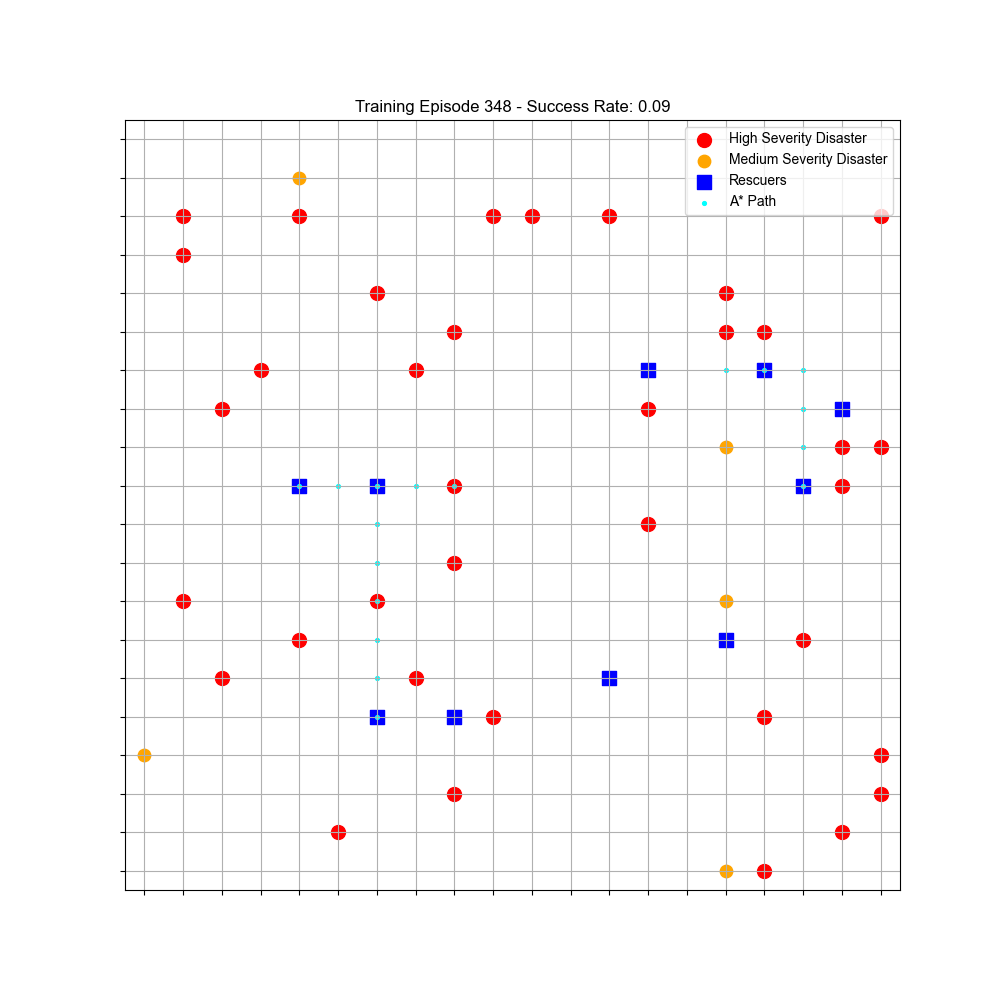 Training Episode 348 - Success Rate: 0.09
High Severity Disaster
Medium Severity Disaster
Rescuers
A* Path